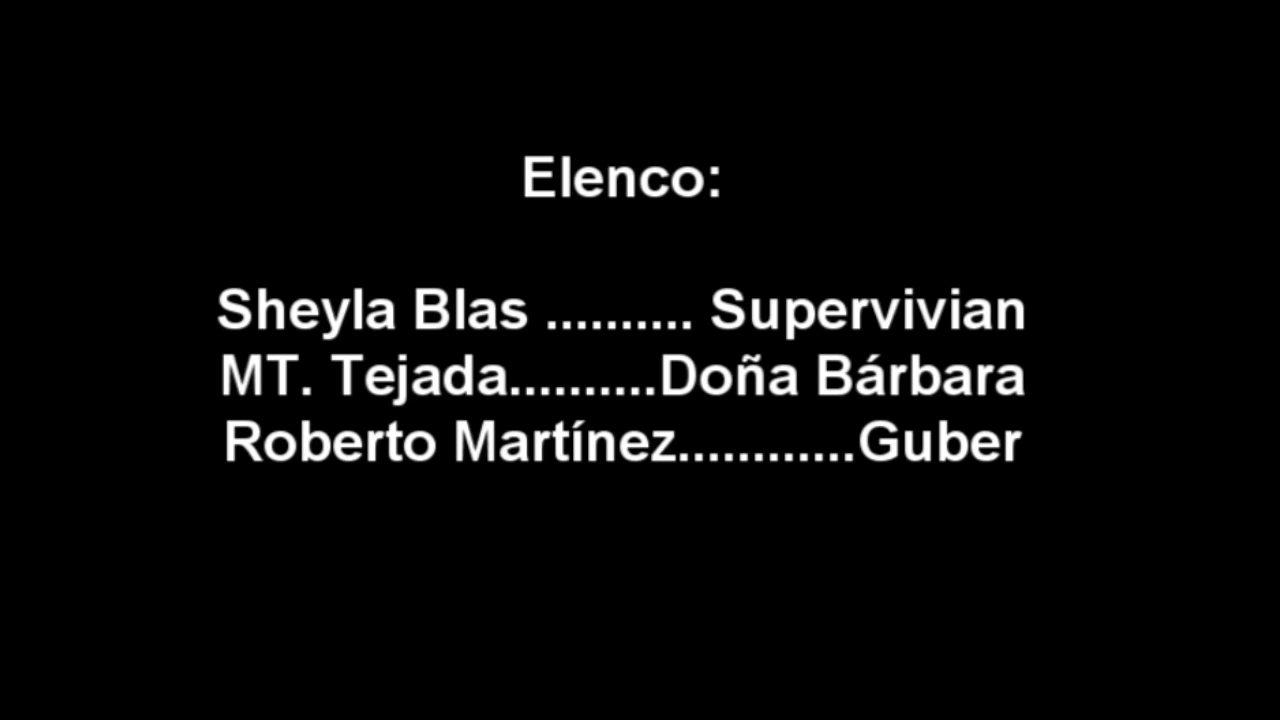 Elenco:
Sheyla Blas .......... Supervivian
MT. Tejada..........Doña Bárbara
Roberto Martínez............Guber